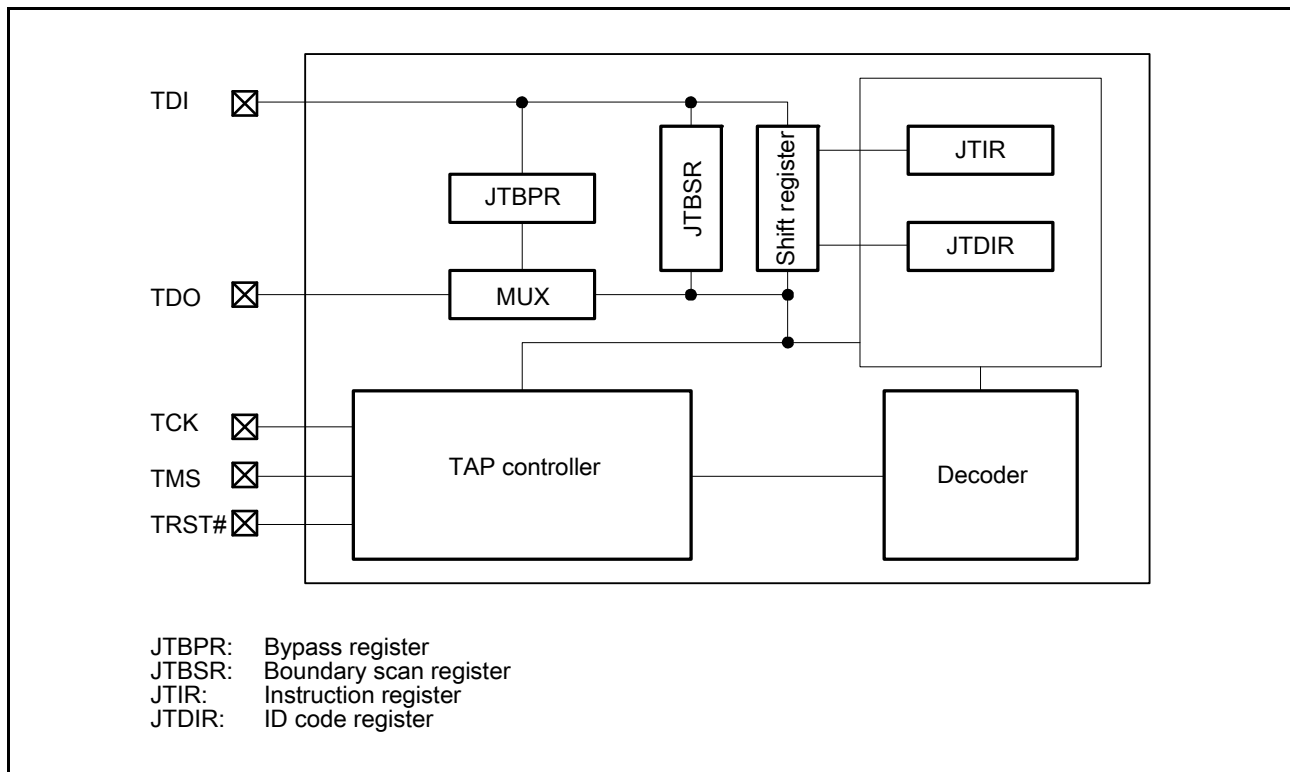 TDI
JTBPR
JTBSR
Shift register
JTIR
JTDIR
TDO
MUX
TCK
TMS
TRST#
TAP controller
Decoder
JTBPR: Bypass register
JTBSR: Boundary scan register
JTIR: Instruction register
JTDIR: ID code register